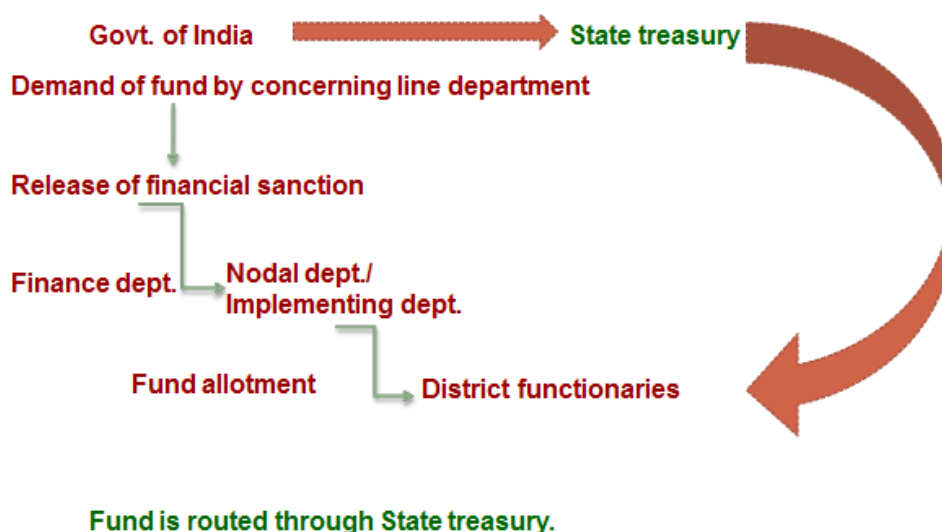 Govt. of India
State treasury
Demand of fund by concerning line department
Release of financial sanction
Finance dept.
Nodal dept./
Implementing dept.
Fund allotment
District functionaries
Fund is routed through State treasury.